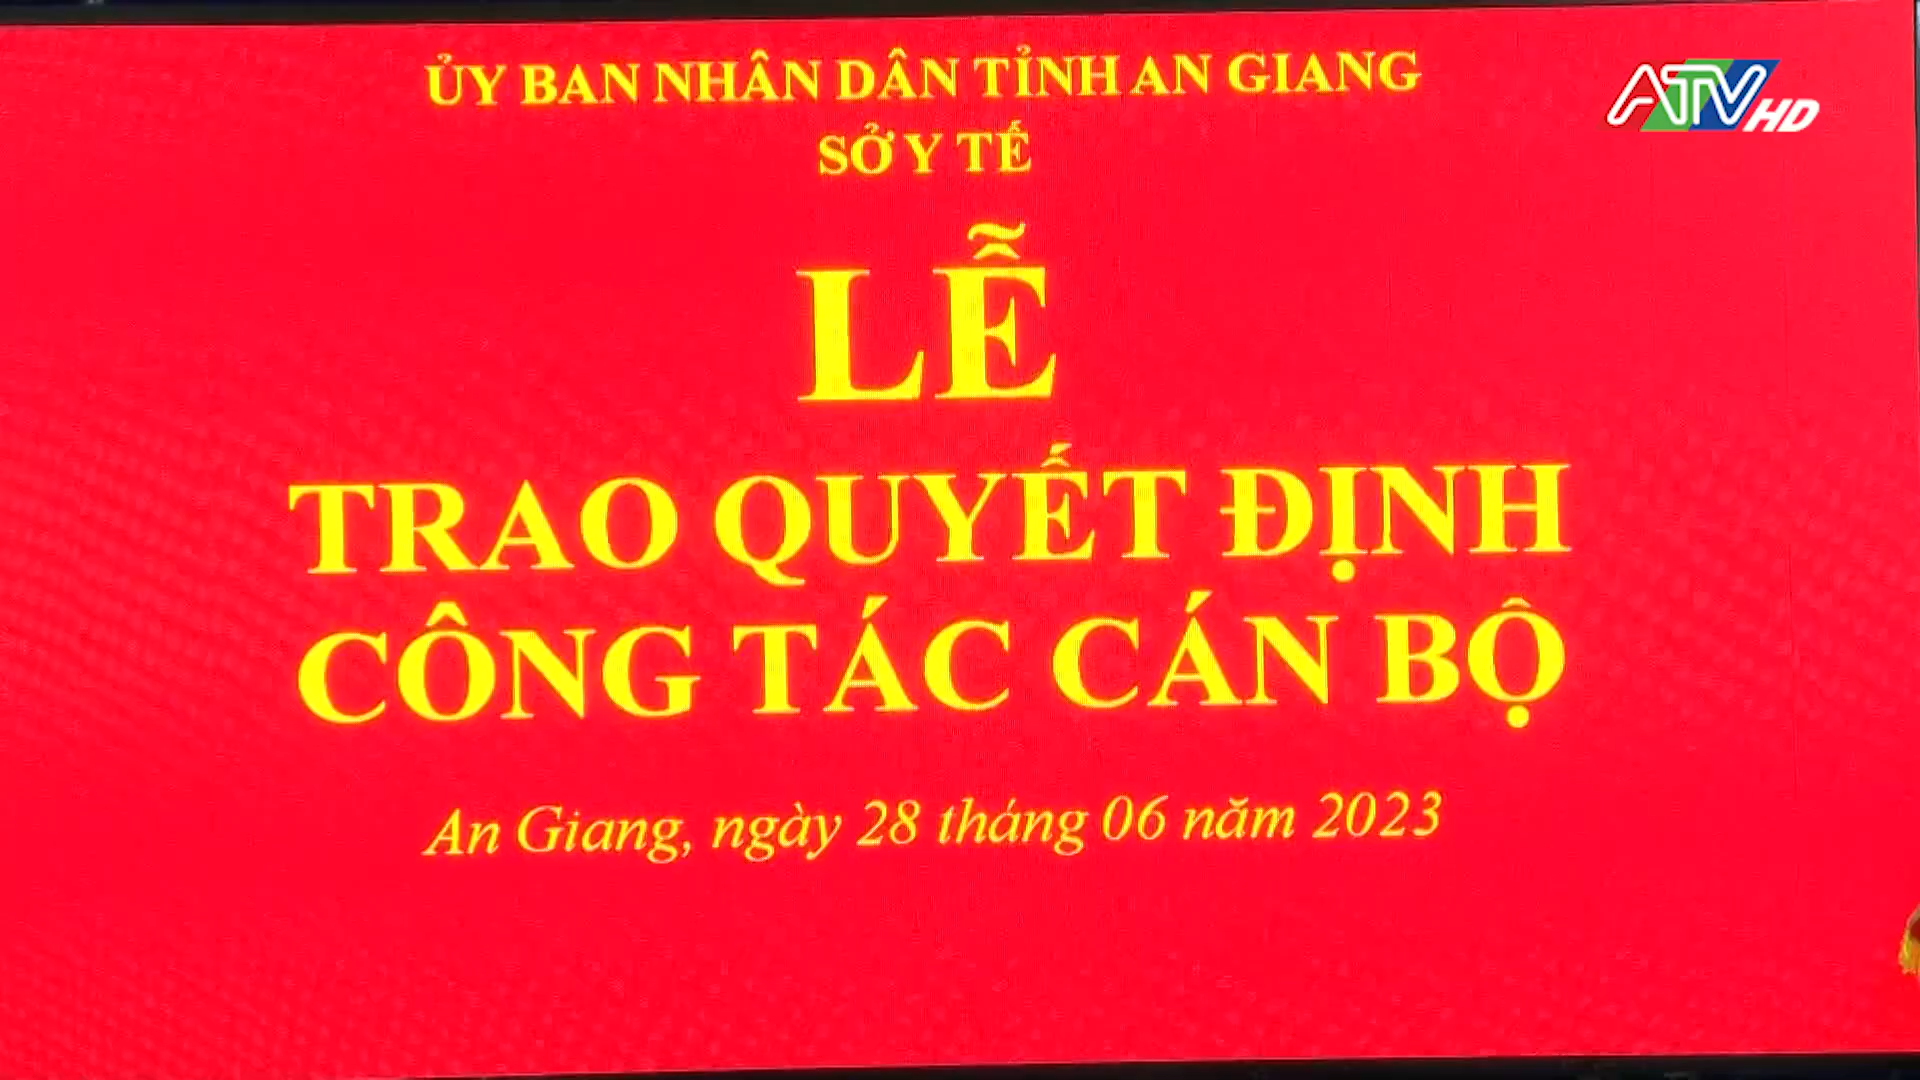 ỦY BAN NHÂN DÂN TỈNH AN GIANG
ATV HD
SỞ Y TẾ
LỄ
TRAO QUYẾT ĐỊNH
CÔNG TÁC CÁN BỘ
An Giang, ngày 28 tháng 06 năm 2023